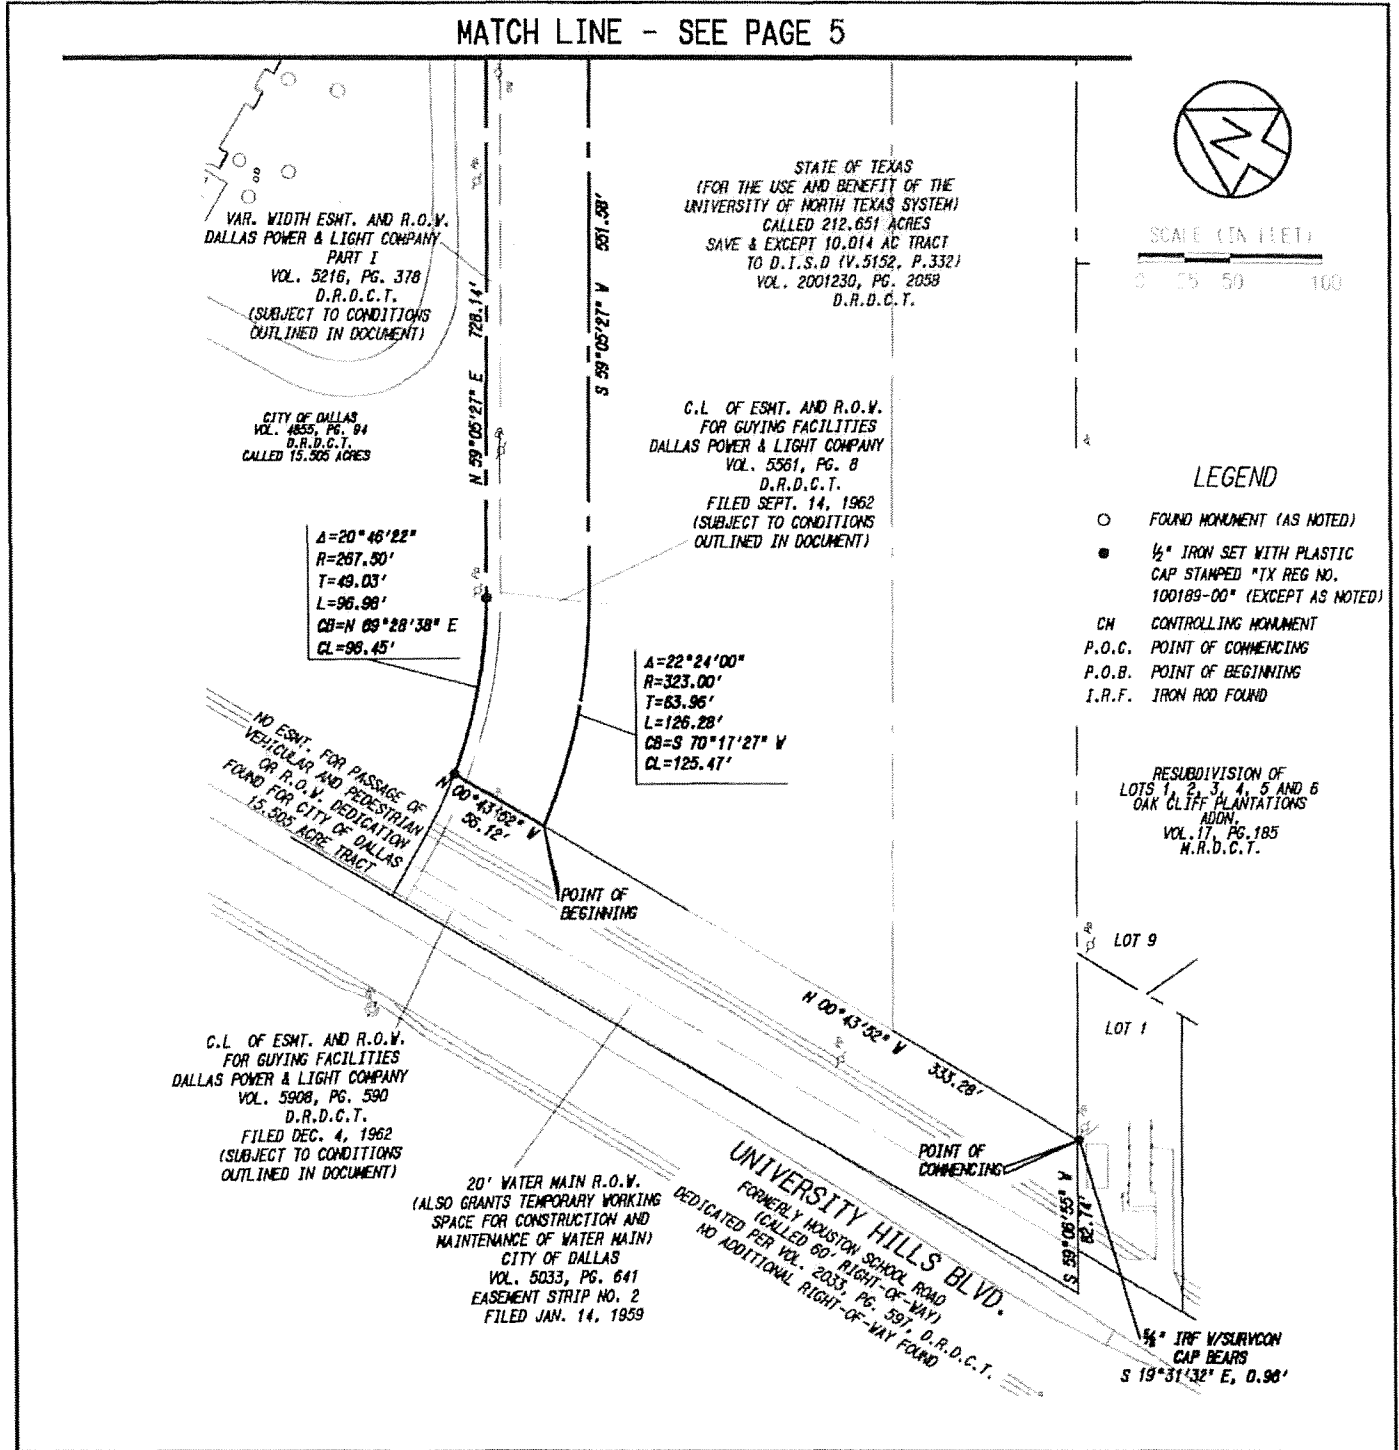 MATCH LINE - SEE PAGE 5
VAR. WIDTH ESMT. AND R.O.W.
DALLAS POWER & LIGHT COMPANY
PART I
VOL. 5216, PG. 378
D.R.D.C.T.
(SUBJECT TO CONDITIONS
OUTLINED IN DOCUMENT)
N 59°05'27" E 728.14'
S 59°05'27" W 551.58'
STATE OF TEXAS
(FOR THE USE AND BENEFIT OF THE
UNIVERSITY OF NORTH TEXAS SYSTEM)
CALLED 212.651 ACRES
SAVE & EXCEPT 10.014 AC TRACT
TO D.I.S.D (V.5152, P.332)
VOL. 2001230, PG. 2058
D.R.D.C.T.
N
SCALE (IN FEET)
0 25 50 100
CITY OF DALLAS
VOL. 4855, PG. 94
D.R.D.C.T.
CALLED 15.505 ACRES
C.L OF ESMT. AND R.O.W.
FOR GUYING FACILITIES
DALLAS POWER & LIGHT COMPANY
VOL. 5561, PG. 8
D.R.D.C.T.
FILED SEPT. 14, 1962
(SUBJECT TO CONDITIONS
OUTLINED IN DOCUMENT)
LEGEND
FOUND MONUMENT (AS NOTED)
½" IRON SET WITH PLASTIC
CAP STAMPED "TX REG NO.
100189-00" (EXCEPT AS NOTED)
CM CONTROLLING MONUMENT
P.O.C. POINT OF COMMENCING
P.O.B. POINT OF BEGINNING
I.R.F. IRON ROD FOUND
Δ=20°46'22"
R=267.50'
T=49.03'
L=96.98'
CB=N 69°28'38" E
CL=96.45'
Δ=22°24'00"
R=323.00'
T=63.96'
L=126.28'
CB=S 70°17'27" W
CL=125.47'
NO ESMT. FOR PASSAGE OF
VEHICULAR AND PEDESTRIAN
OR R.O.W. DEDICATION
FOUND FOR CITY OF DALLAS
15.505 ACRE TRACT
N 00°43'52" W
56.12'
POINT OF
BEGINNING
RESUBDIVISION OF
LOTS 1, 2, 3, 4, 5 AND 6
OAK CLIFF PLANTATIONS
ADDN.
VOL.17, PG.185
M.R.D.C.T.
LOT 9
LOT 1
N 00°43'52" W 333.28'
C.L OF ESMT. AND R.O.W.
FOR GUYING FACILITIES
DALLAS POWER & LIGHT COMPANY
VOL. 5908, PG. 590
D.R.D.C.T.
FILED DEC. 4, 1962
(SUBJECT TO CONDITIONS
OUTLINED IN DOCUMENT)
20' WATER MAIN R.O.W.
(ALSO GRANTS TEMPORARY WORKING
SPACE FOR CONSTRUCTION AND
MAINTENANCE OF WATER MAIN)
CITY OF DALLAS
VOL. 5033, PG. 641
EASEMENT STRIP NO. 2
FILED JAN. 14, 1959
POINT OF
COMMENCING
UNIVERSITY HILLS BLVD.
FORMERLY HOUSTON SCHOOL ROAD
(CALLED 60' RIGHT-OF-WAY)
DEDICATED PER VOL. 2033, PG. 597, D.R.D.C.T.
NO ADDITIONAL RIGHT-OF-WAY FOUND
S 59°06'55" W
82.74'
⅝" IRF W/SURVCON
CAP BEARS
S 19°31'32" E, 0.96'